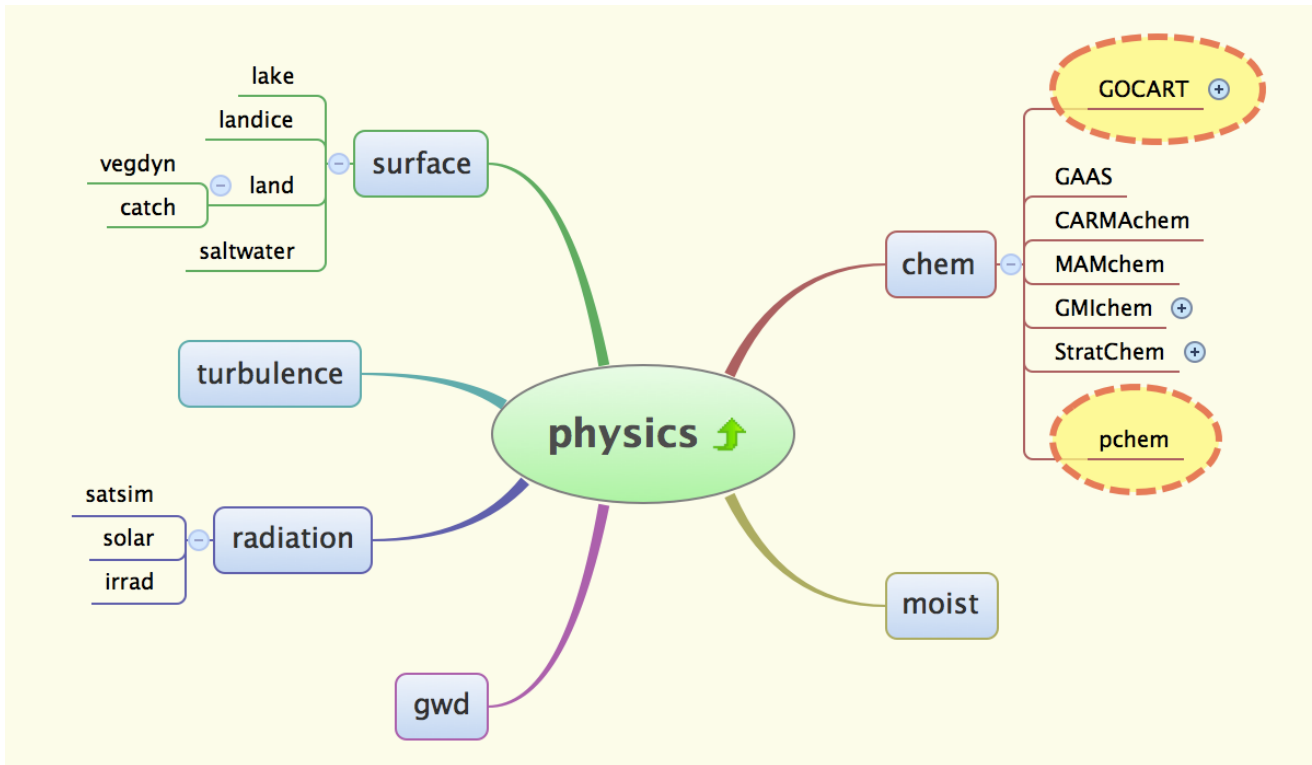 physics
surface
lake
landice
land
vegdyn
catch
saltwater
turbulence
radiation
satsim
solar
irrad
gwd
chem
GOCART
GAAS
CARMAchem
MAMchem
GMIchem
StratChem
pchem
moist